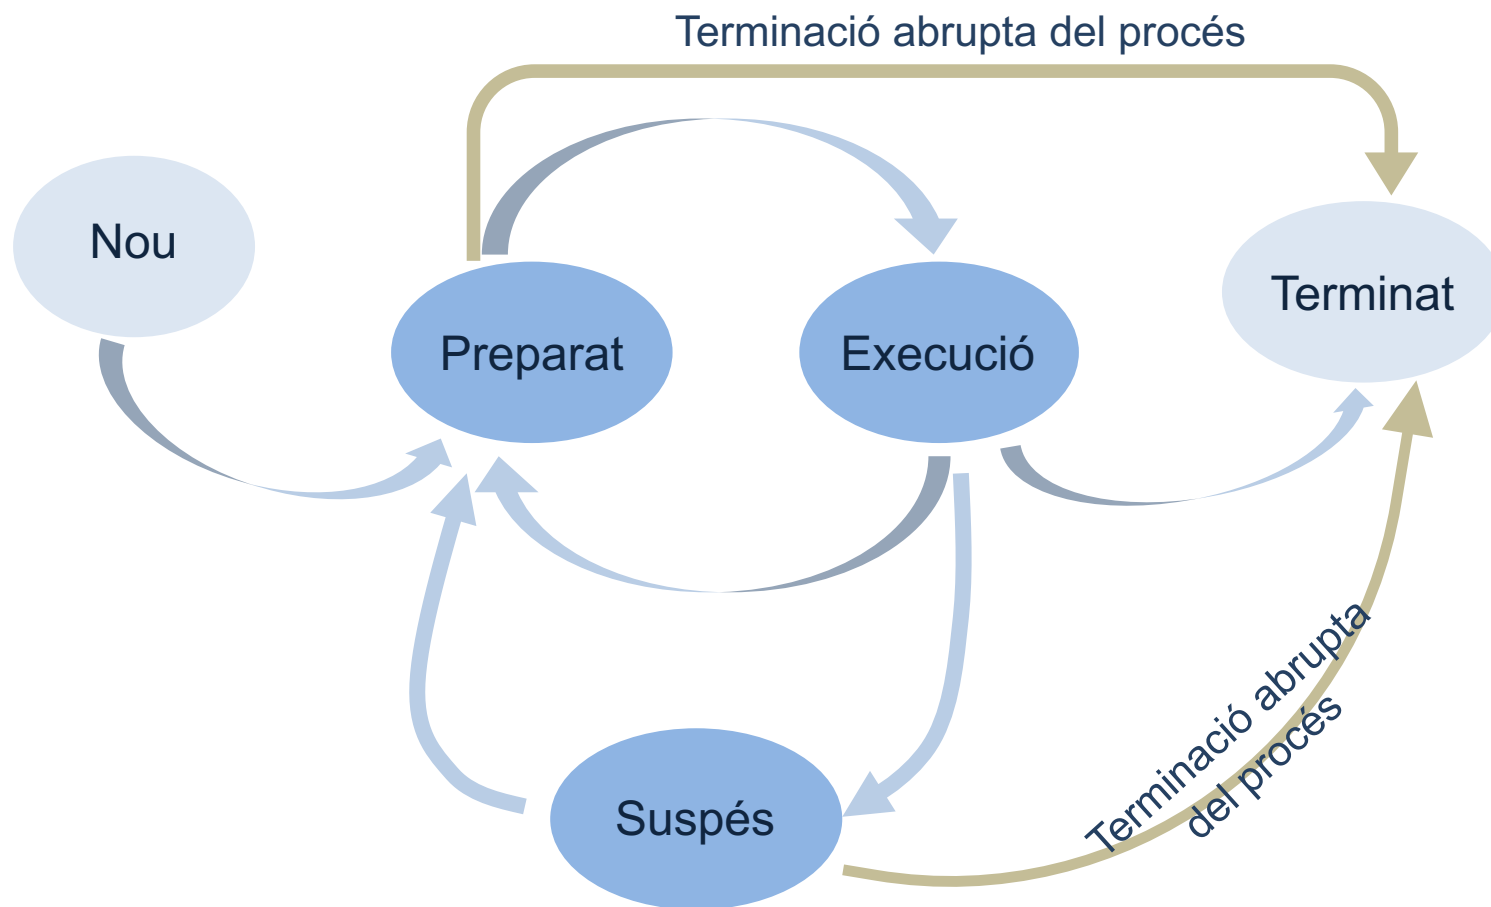 Terminació abrupta del procés
Nou
Terminat
Preparat
Execució
Terminació abrupta
del procés
Suspés